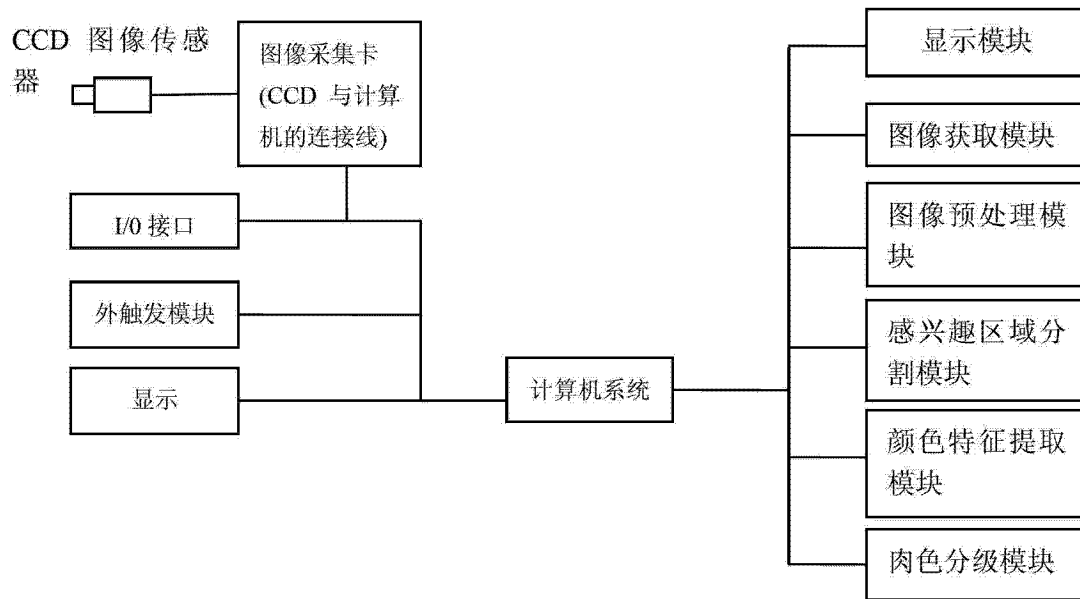 CCD 图像传感
器
图像采集卡
(CCD 与计算
机的连接线)
I/0 接口
外触发模块
显示
计算机系统
显示模块
图像获取模块
图像预处理模
块
感兴趣区域分
割模块
颜色特征提取
模块
肉色分级模块